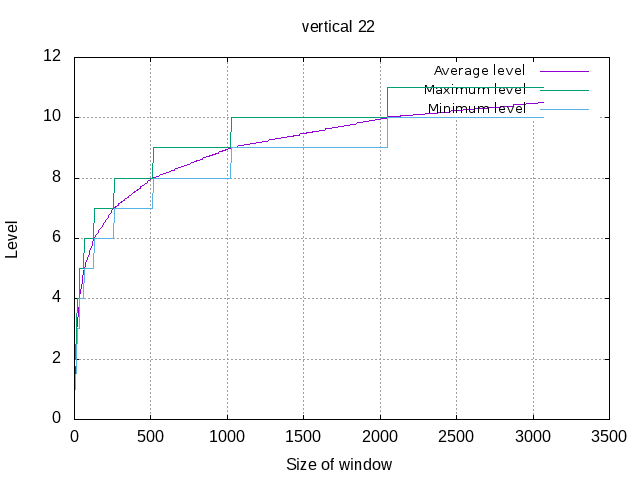 vertical 22
12
10
8
6
4
2
0
Level
Average level
Maximum level
Minimum level
0 500 1000 1500 2000 2500 3000 3500
Size of window